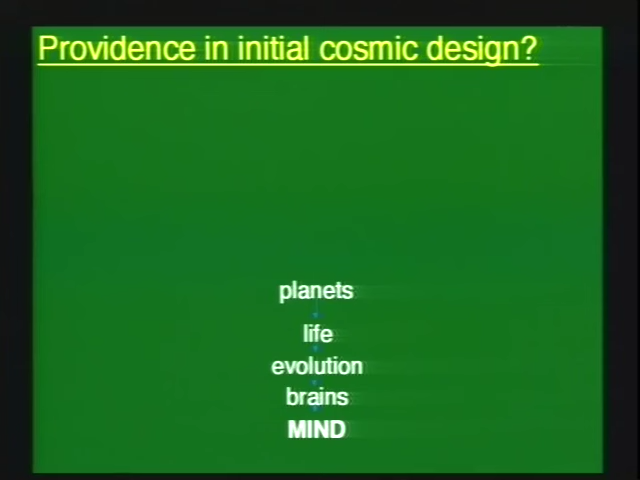 Providence in initial cosmic design?
planets
life
evolution
brains
MIND